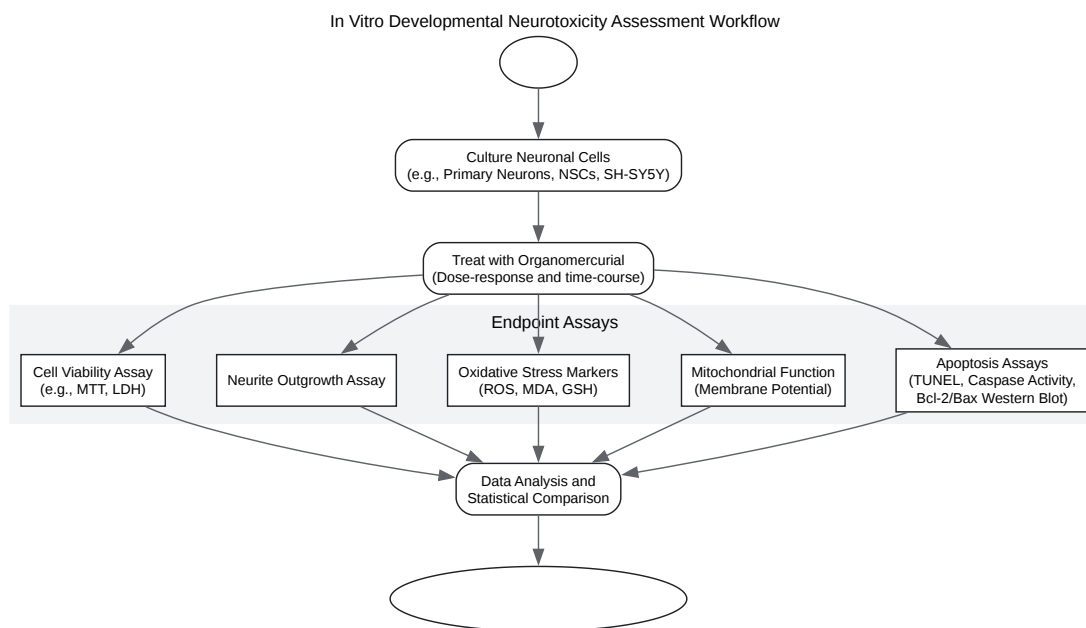 In Vitro Developmental Neurotoxicity Assessment Workflow
Culture Neuronal Cells
(e.g., Primary Neurons, NSCs, SH-SY5Y)
Treat with Organomercurial
(Dose-response and time-course)
Endpoint Assays
Cell Viability Assay
(e.g., MTT, LDH)
Neurite Outgrowth Assay
Oxidative Stress Markers
(ROS, MDA, GSH)
Mitochondrial Function
(Membrane Potential)
Apoptosis Assays
(TUNEL, Caspase Activity,
Bcl-2/Bax Western Blot)
Data Analysis and
Statistical Comparison